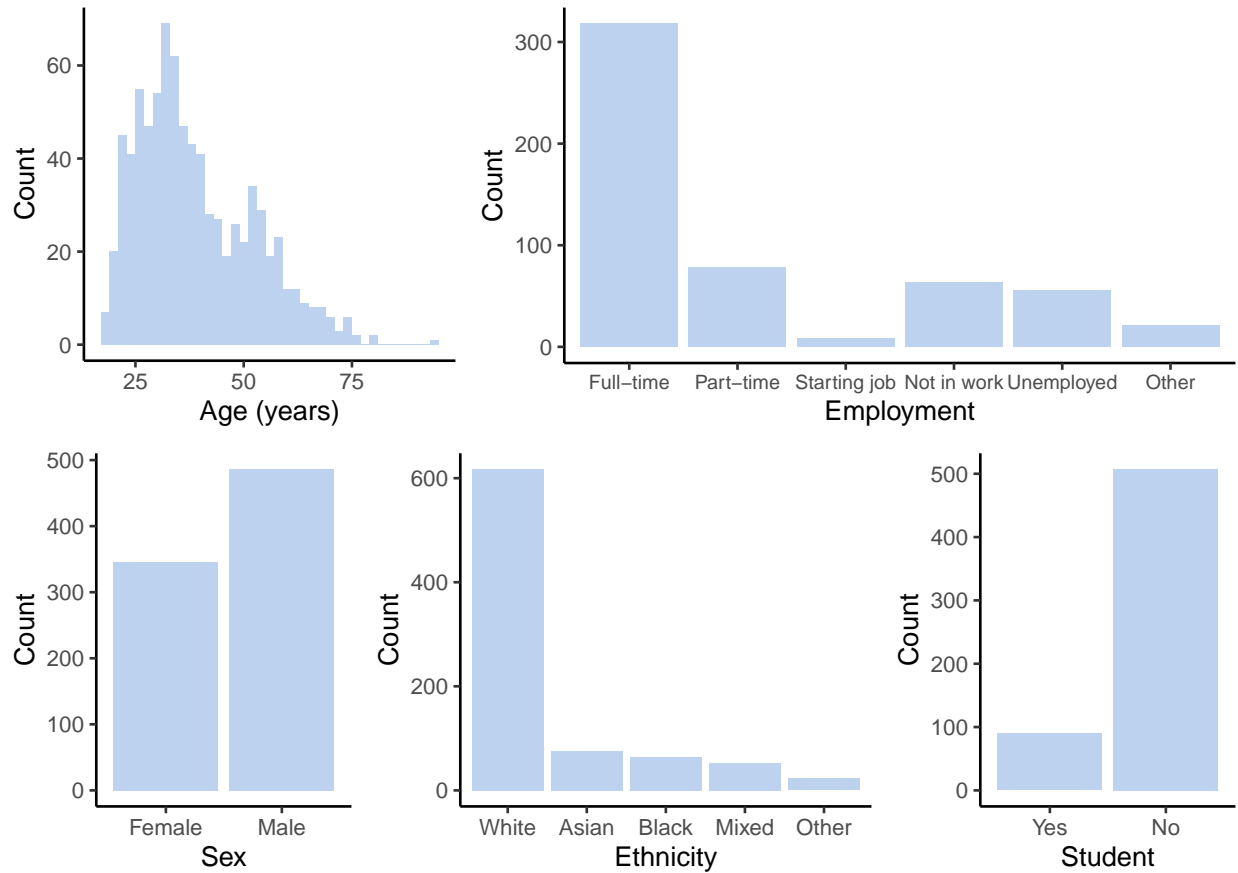 Count
60
40
20
0
25 50 75
Age (years)
Count
300
200
100
0
Full−time Part−time Starting job Not in work Unemployed Other
Employment
Count
500
400
300
200
100
0
Female Male
Sex
Count
600
400
200
0
White Asian Black Mixed Other
Ethnicity
Count
500
400
300
200
100
0
Yes No
Student